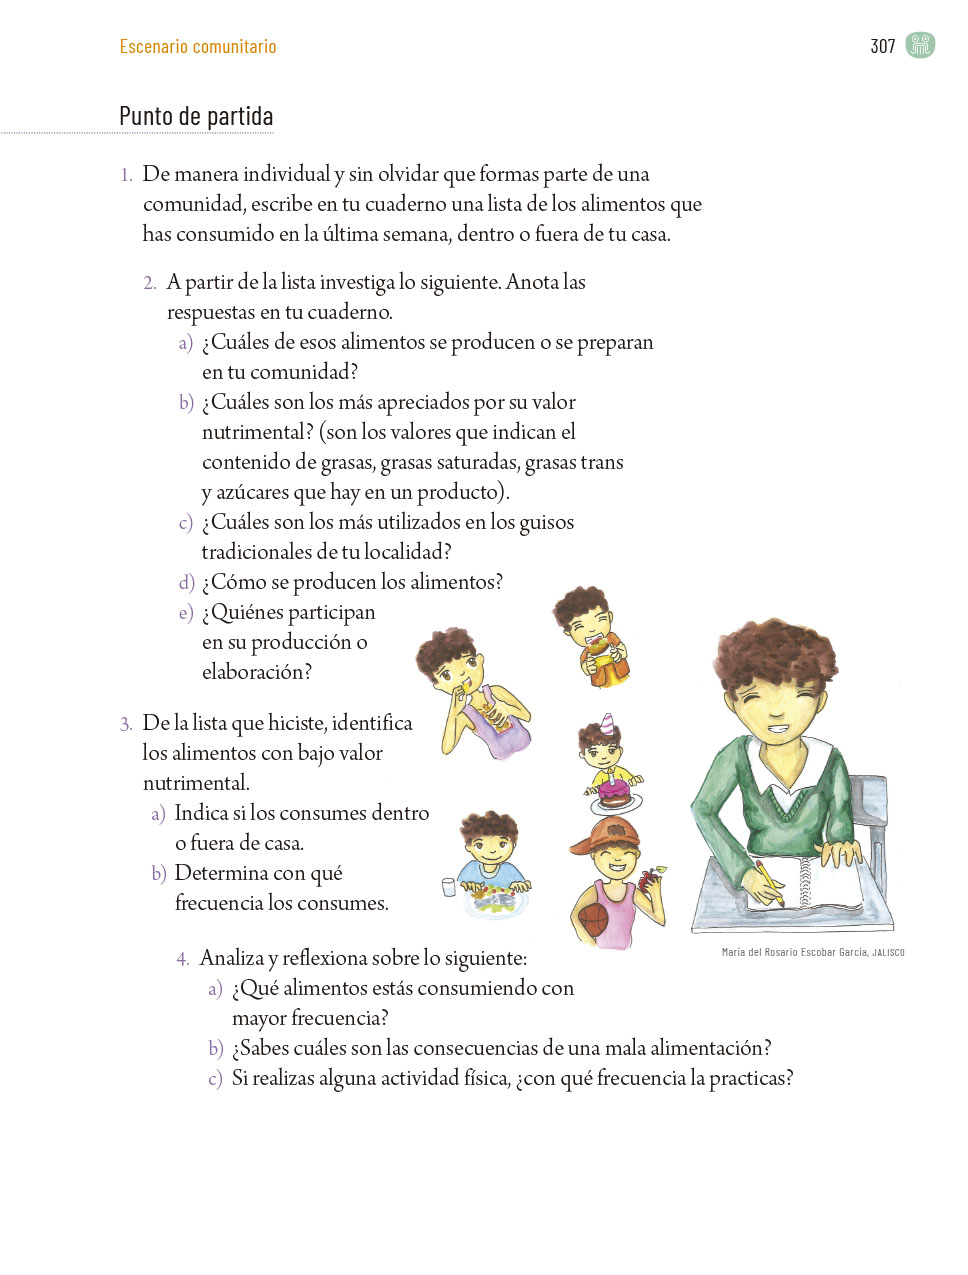 Escenario comunitario
307
Punto de partida
1. De manera individual y sin olvidar que formas parte de una
comunidad, escribe en tu cuaderno una lista de los alimentos que
has consumido en la última semana, dentro o fuera de tu casa.
2. A partir de la lista investiga lo siguiente. Anota las
respuestas en tu cuaderno.
a) ¿Cuáles de esos alimentos se producen o se preparan
en tu comunidad?
b) ¿Cuáles son los más apreciados por su valor
nutrimental? (son los valores que indican el
contenido de grasas, grasas saturadas, grasas trans
y azúcares que hay en un producto).
c) ¿Cuáles son los más utilizados en los guisos
tradicionales de tu localidad?
d) ¿Cómo se producen los alimentos?
e) ¿Quiénes participan
en su producción o
elaboración?
3. De la lista que hiciste, identifica
los alimentos con bajo valor
nutrimental.
a) Indica si los consumes dentro
o fuera de casa.
b) Determina con qué
frecuencia los consumes.
María del Rosario Escobar García, JALISCO
4. Analiza y reflexiona sobre lo siguiente:
a) ¿Qué alimentos estás consumiendo con
mayor frecuencia?
b) ¿Sabes cuáles son las consecuencias de una mala alimentación?
c) Si realizas alguna actividad física, ¿con qué frecuencia la practicas?